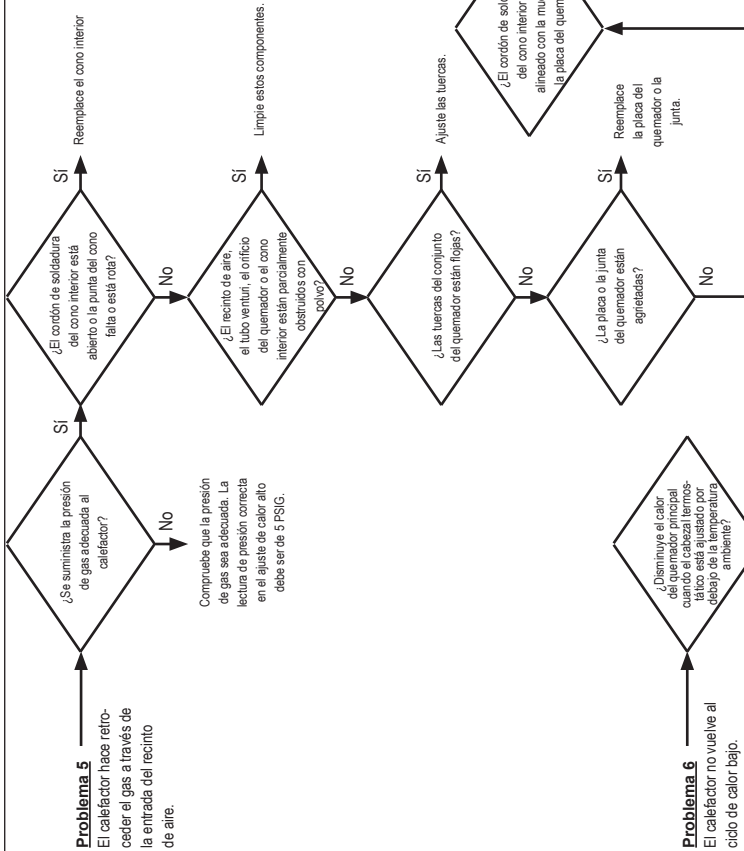 Problema 5
El calefactor hace retro-
ceder el gas a través de
la entrada del recinto
de aire.
¿Se suministra la presión
de gas adecuada al
calefactor?
No
Compruebe que la presión
de gas sea adecuada. La
lectura de presión correcta
en el ajuste de calor alto
debe ser de 5 PSIG.
Sí
¿El cordón de soldadura
del cono interior está
abierto o la punta del cono
falta o está rota?
Sí
Reemplace el cono interior
No
¿El recinto de aire,
el tubo venturi, el orificio
del quemador o el cono
interior están parcialmente
obstruidos con
polvo?
Sí
Limpie estos componentes.
No
¿Las tuercas del conjunto
del quemador están flojas?
Sí
Ajuste las tuercas.
No
¿La placa o la junta
del quemador están
agrietadas?
Sí
Reemplace
la placa del
quemador o la
junta.
No
¿El cordón de
del cono interior
alineado con la
la placa del
Problema 6
El calefactor no vuelve al
ciclo de calor bajo.
¿Disminuye el calor
del quemador principal
cuando el cabezal termos-
tático está ajustado por
debajo de la temperatura
ambiente?